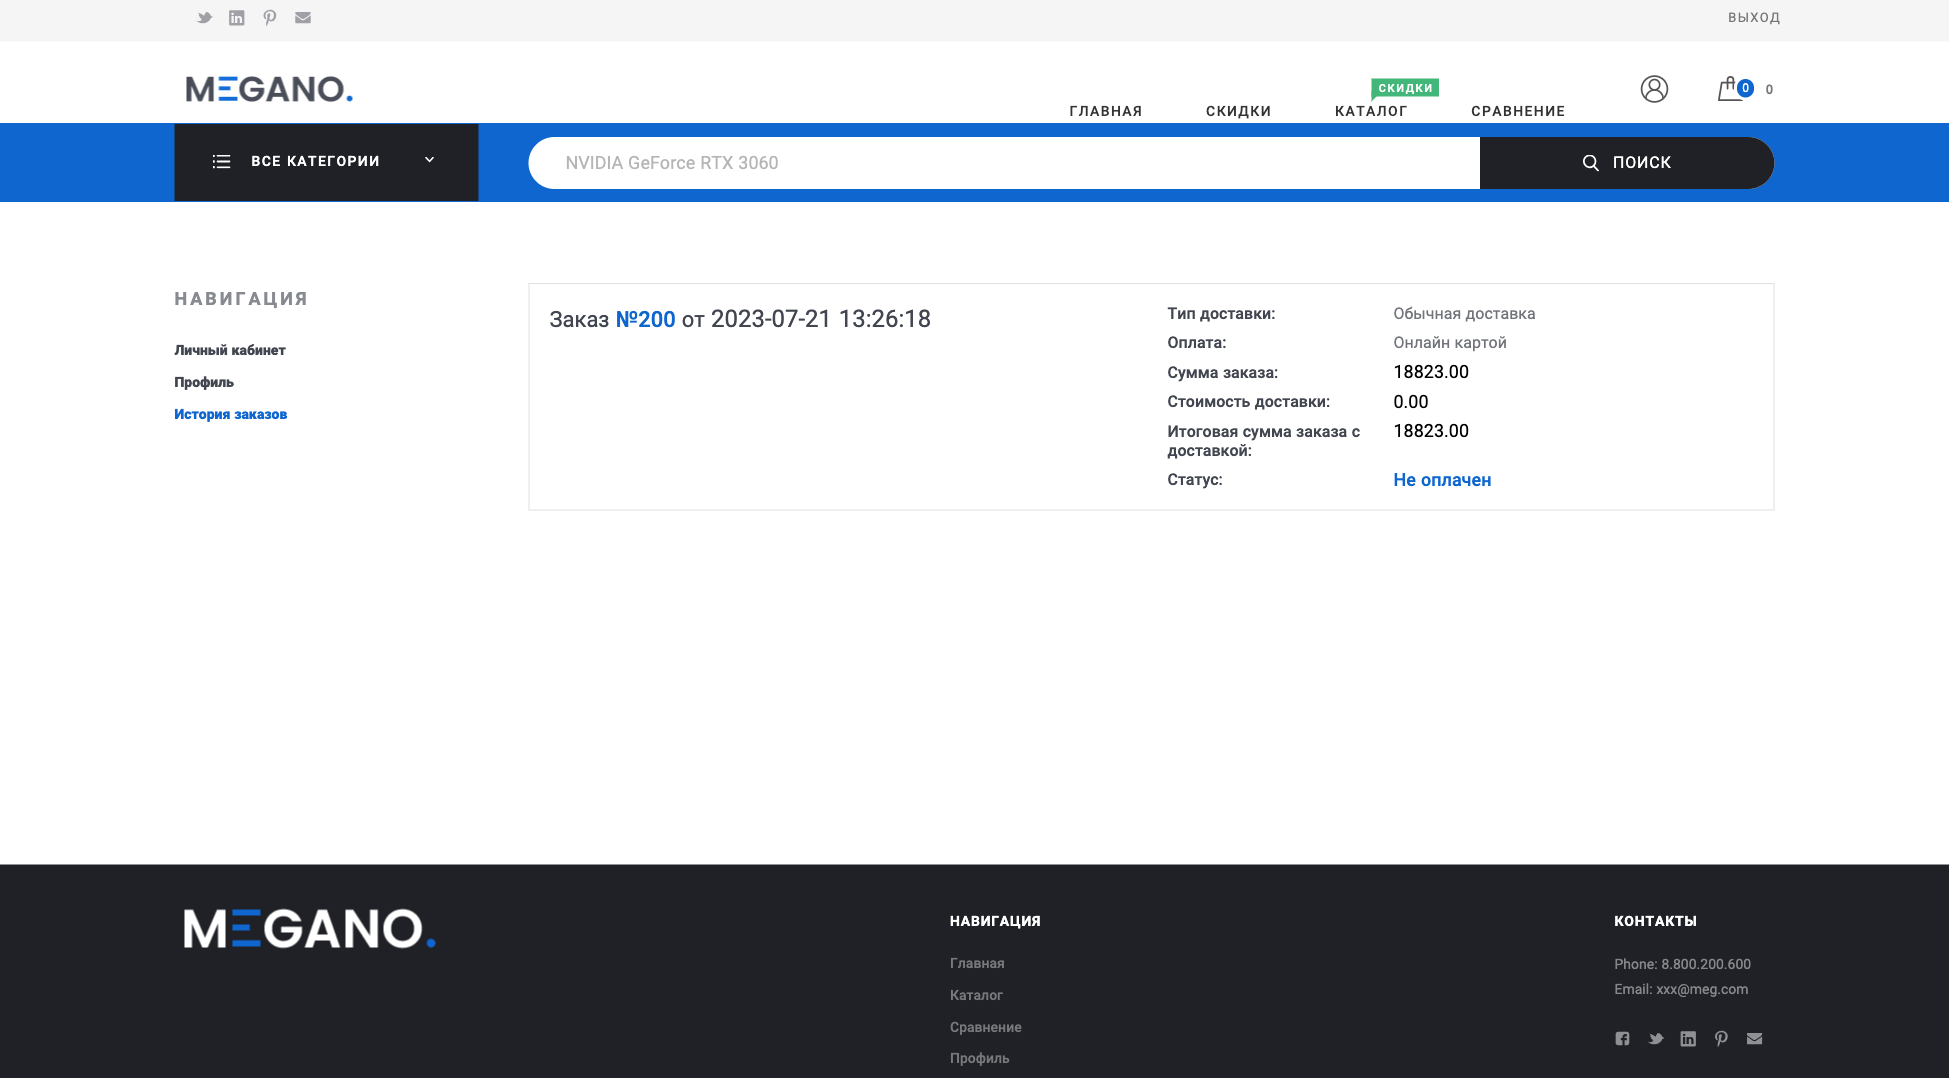 ВЫХОД
MEGANO.
ГЛАВНАЯ
СКИДКИ
СКИДКИ
КАТАЛОГ
СРАВНЕНИЕ
0
0
ВСЕ КАТЕГОРИИ
NVIDIA GeForce RTX 3060
ПОИСК
НАВИГАЦИЯ
Личный кабинет
Профиль
История заказов
Заказ №200 от 2023-07-21 13:26:18
Тип доставки: Обычная доставка
Оплата: Онлайн картой
Сумма заказа: 18823.00
Стоимость доставки: 0.00
Итоговая сумма заказа с 18823.00
доставкой:
Статус: Не оплачен
MEGANO.
НАВИГАЦИЯ
Главная
Каталог
Сравнение
Профиль
КОНТАКТЫ
Phone: 8.800.200.600
Email: xxx@meg.com